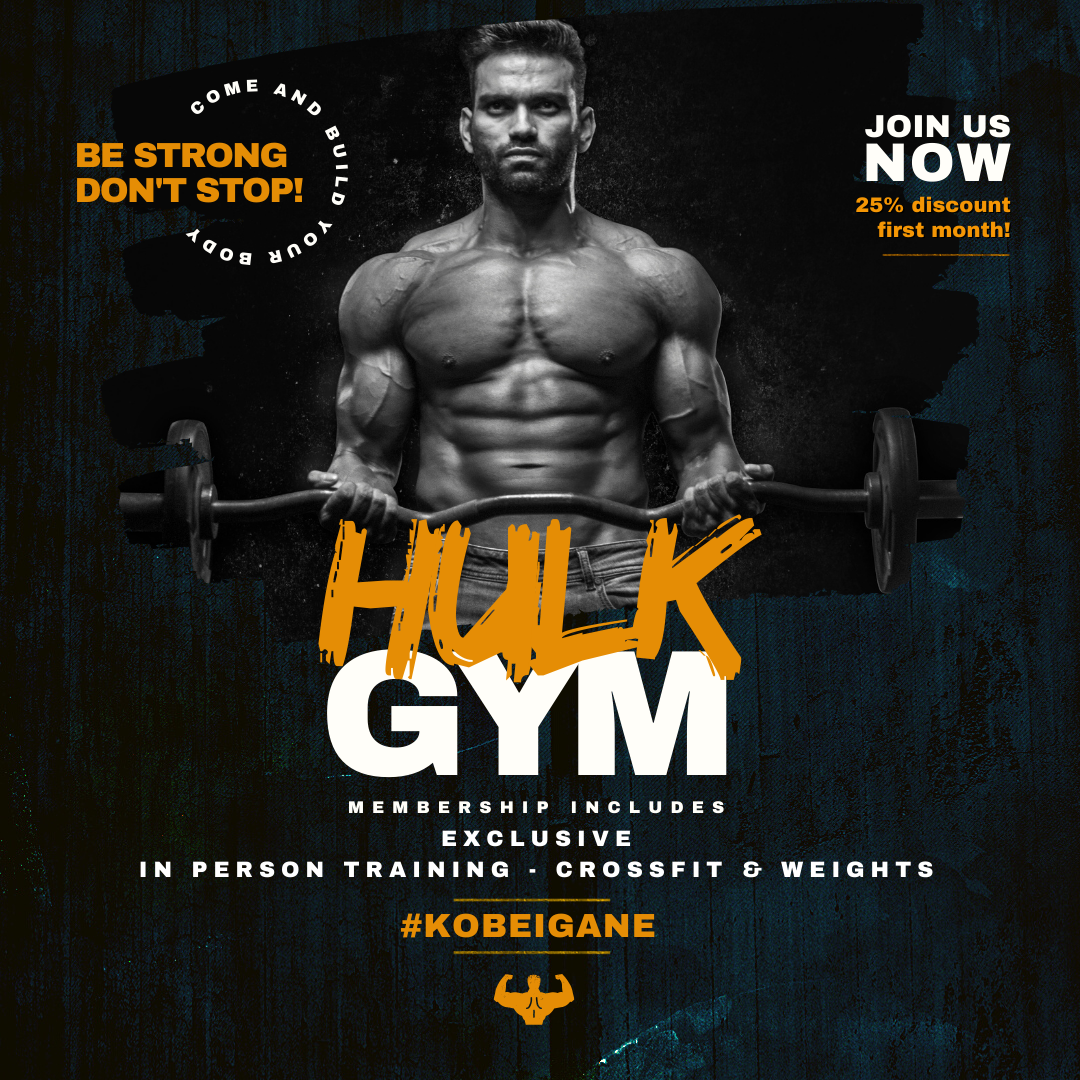 COME AND BUILD YOUR BODY
BE STRONG
DON'T STOP!
JOIN US
NOW
25% discount
first month!
HULK
GYM
MEMBERSHIP INCLUDES
EXCLUSIVE
IN PERSON TRAINING - CROSSFIT & WEIGHTS
#KOBEIGANE